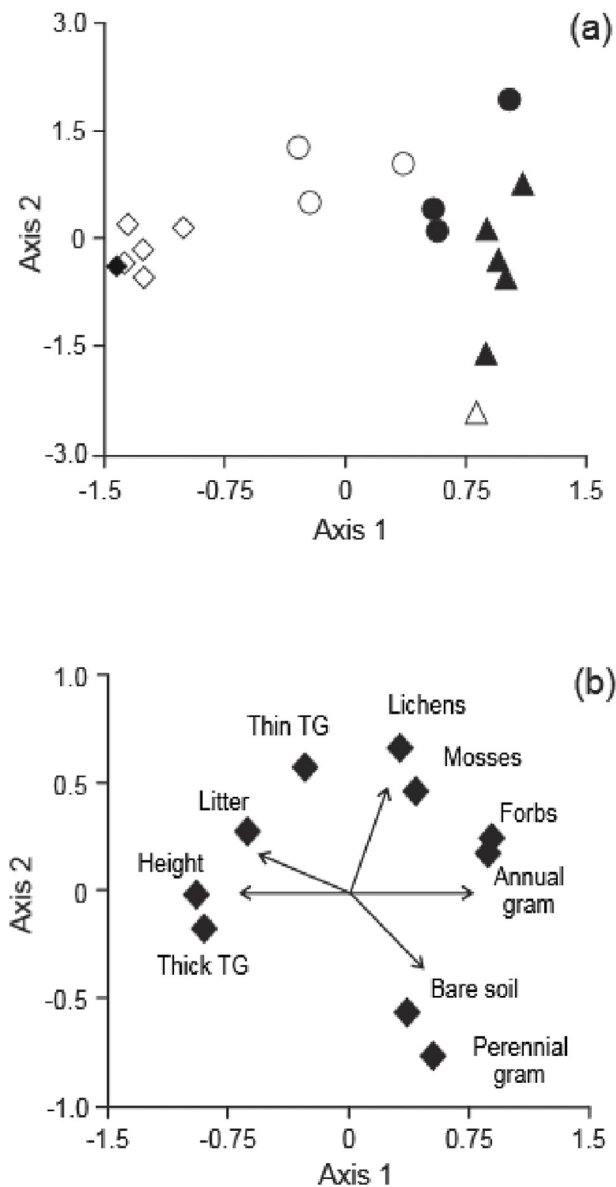 (a)
3.0
1.5
0
-1.5
-3.0
Axis 2
-1.5 -0.75 0 0.75 1.5
Axis 1
(b)
1.0
0.5
0
-0.5
-1.0
Axis 2
Lichens
Thin TG
Mosses
Litter
Forbs
Height
Annual
gram
Thick TG
Bare soil
Perennial
gram
-1.5 -0.75 0 0.75 1.5
Axis 1